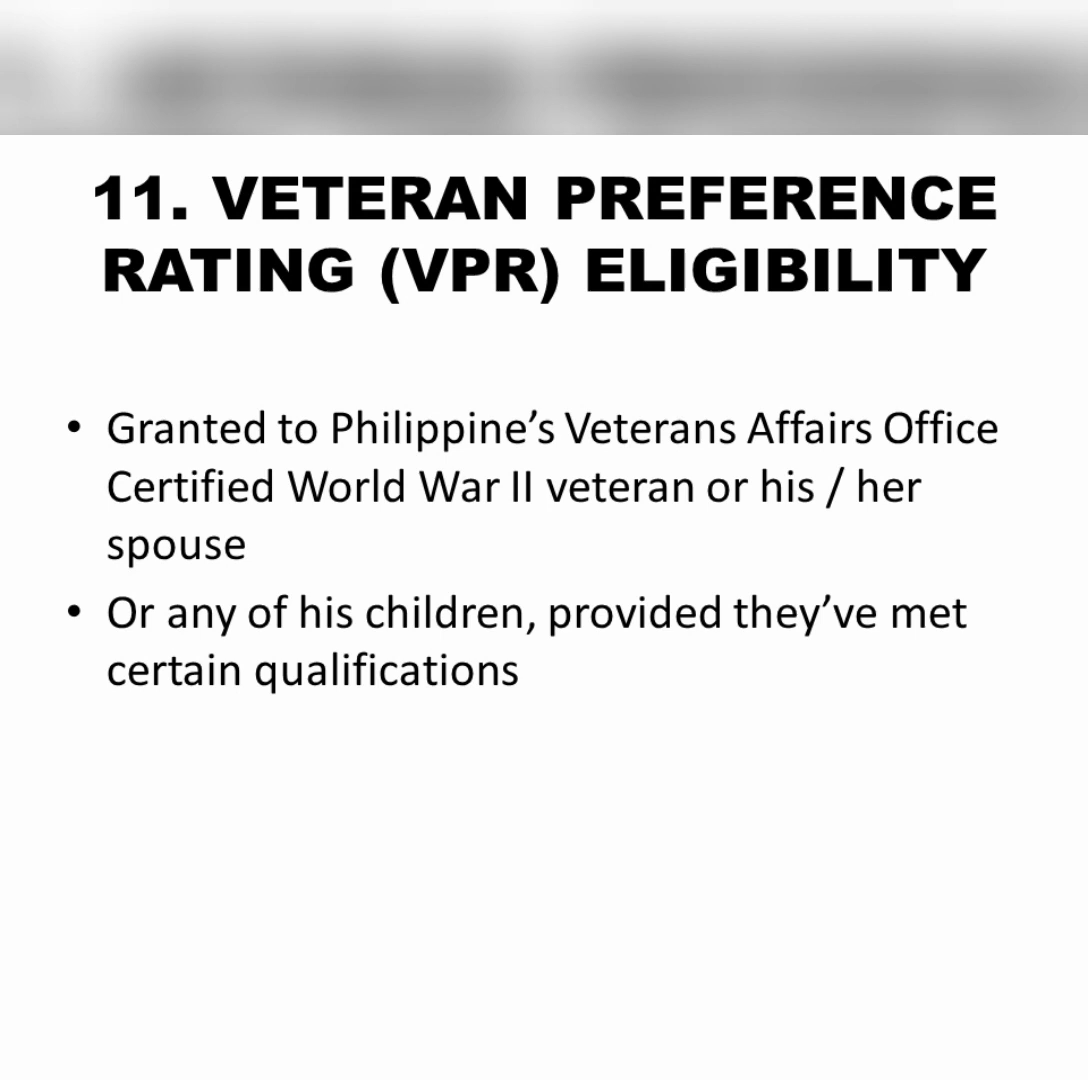 11. VETERAN PREFERENCE
RATING (VPR) ELIGIBILITY
• Granted to Philippine’s Veterans Affairs Office
Certified World War II veteran or his / her
spouse
• Or any of his children, provided they’ve met
certain qualifications